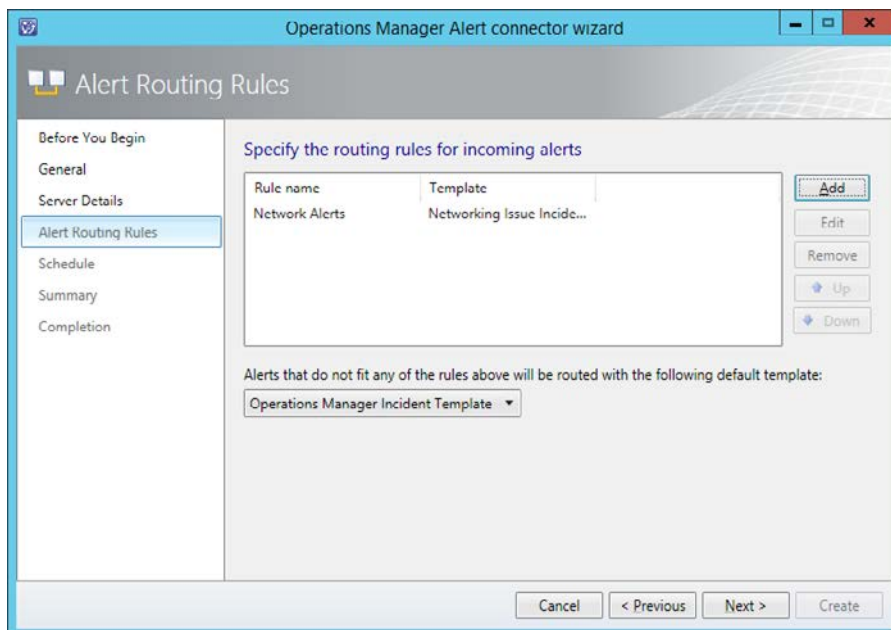 Operations Manager Alert connector wizard
Alert Routing Rules
Before You Begin
General
Server Details
Alert Routing Rules
Schedule
Summary
Completion
Specify the routing rules for incoming alerts
Rule name Template
Network Alerts Networking Issue Incide...
Add
Edit
Remove
Up
Down
Alerts that do not fit any of the rules above will be routed with the following default template:
Operations Manager Incident Template
Cancel < Previous Next > Create